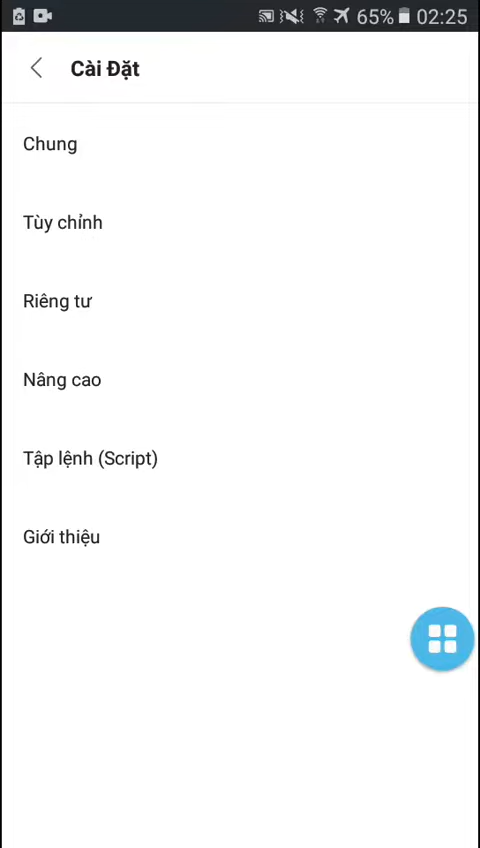 65% 02:25
Cài Đặt
Chung
Tùy chỉnh
Riêng tư
Nâng cao
Tập lệnh (Script)
Giới thiệu